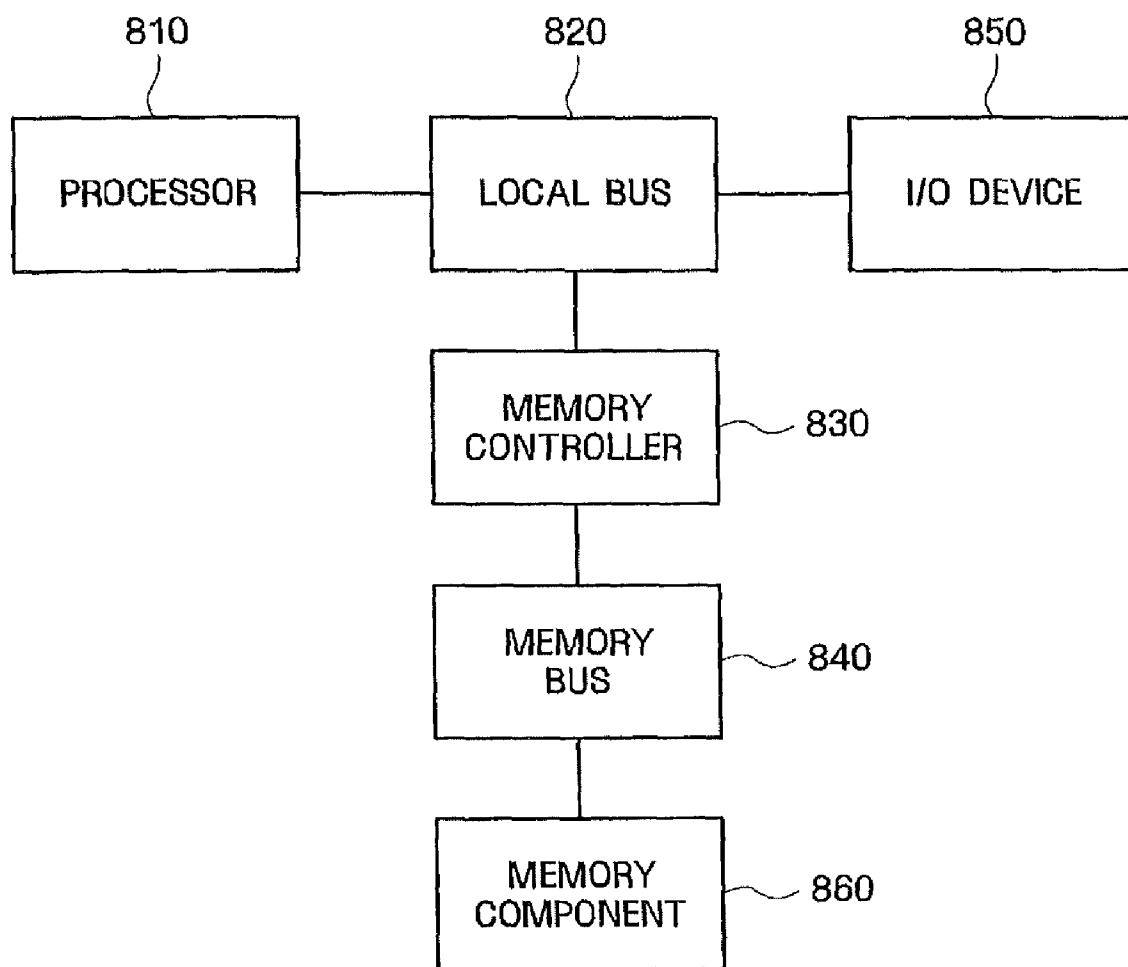 810
820
850
PROCESSOR
LOCAL BUS
I/O DEVICE
MEMORY
CONTROLLER
830
MEMORY
BUS
840
MEMORY
COMPONENT
860